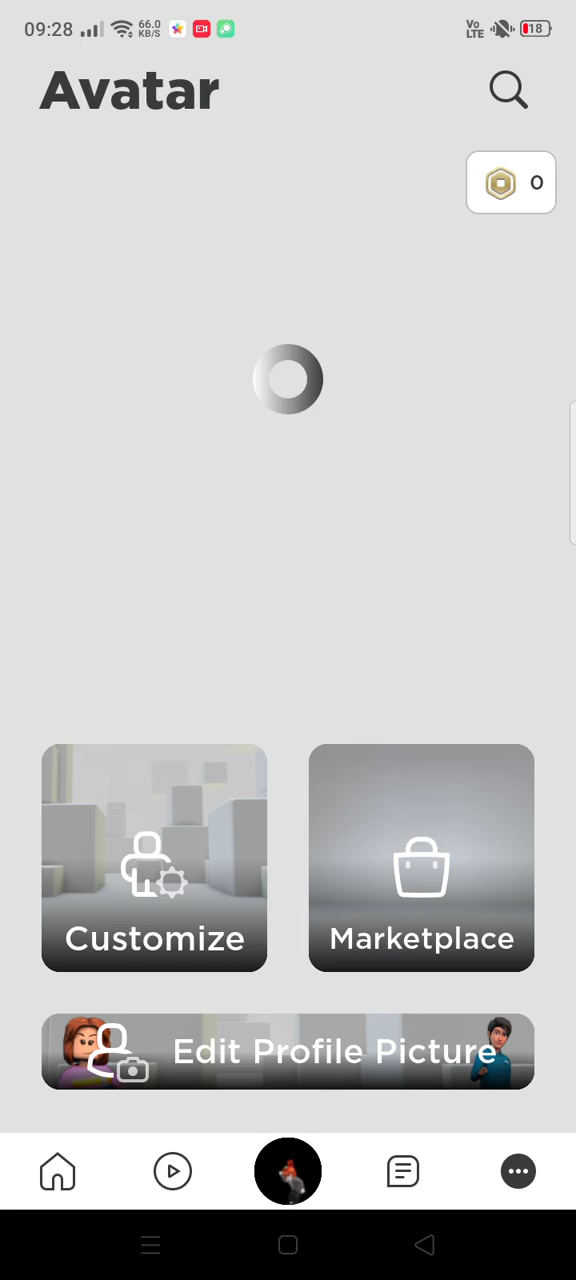 09:28 66.0 KB/S Vo LTE 18
Avatar
0
Customize Marketplace
Edit Profile Picture